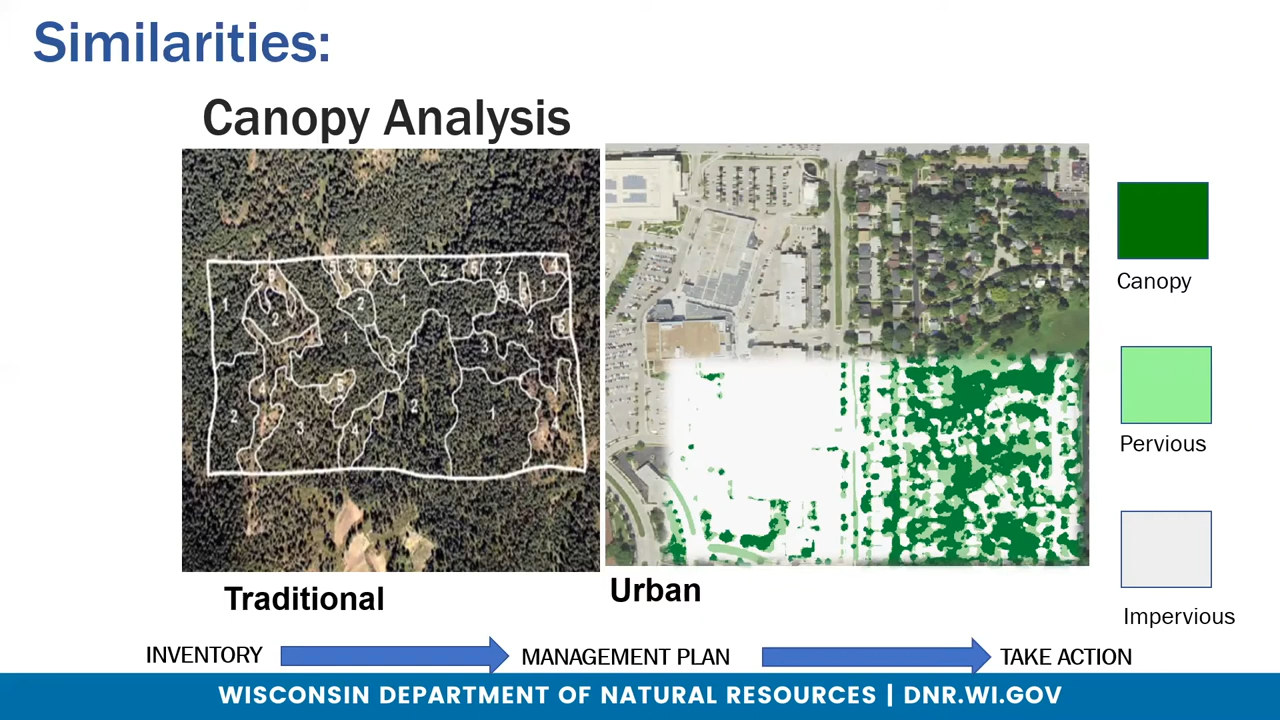 Similarities:
Canopy Analysis
Canopy
Pervious
Impervious
Traditional
Urban
INVENTORY
MANAGEMENT PLAN
TAKE ACTION
WISCONSIN DEPARTMENT OF NATURAL RESOURCES | DNR.WI.GOV